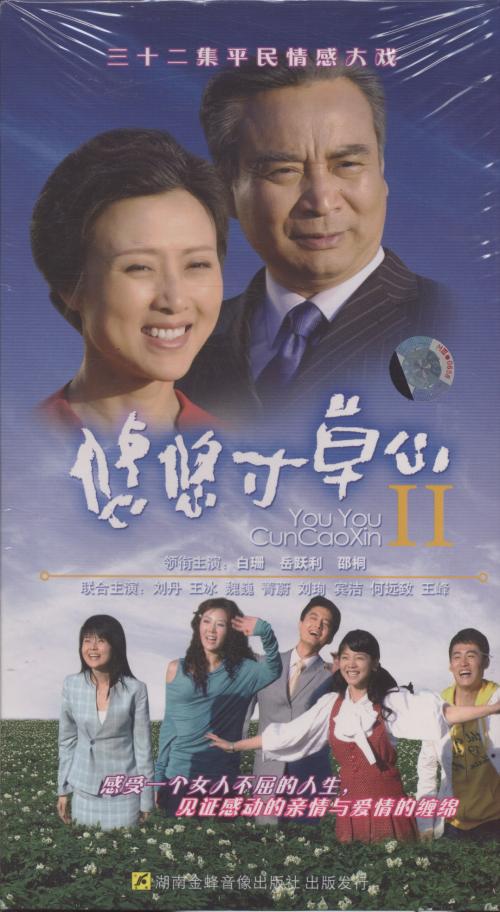 三十二集平民情感大戏
悠悠寸草心
II
You You
CunCaoXin
领衔主演:白珊 岳跃利 邵桐
联合主演:刘丹 王冰 魏巍 菁蔚 刘珣 宾洁 何远致 王峰
感受一个女人不屈的人生,
见证感动的亲情与爱情的缠绵
湖南金蜂音像出版社 出版发行